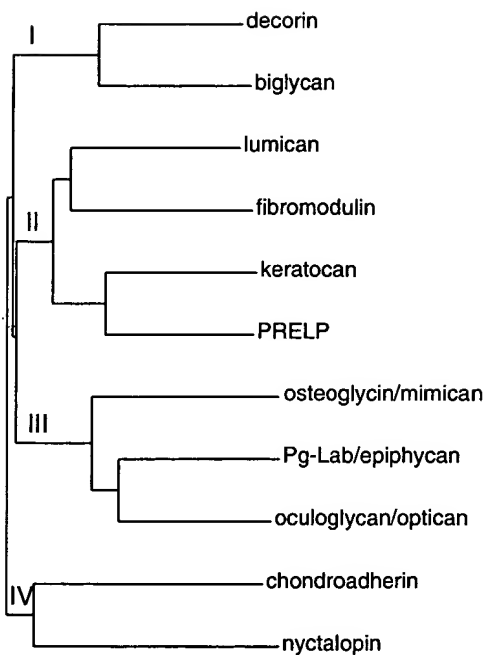 decorin
I
biglycan
lumican
fibromodulin
II
keratocan
PRELP
osteoglycin/mimican
III
Pg-Lab/epiphycan
oculoglycan/optican
chondroadherin
IV
nyctalopin